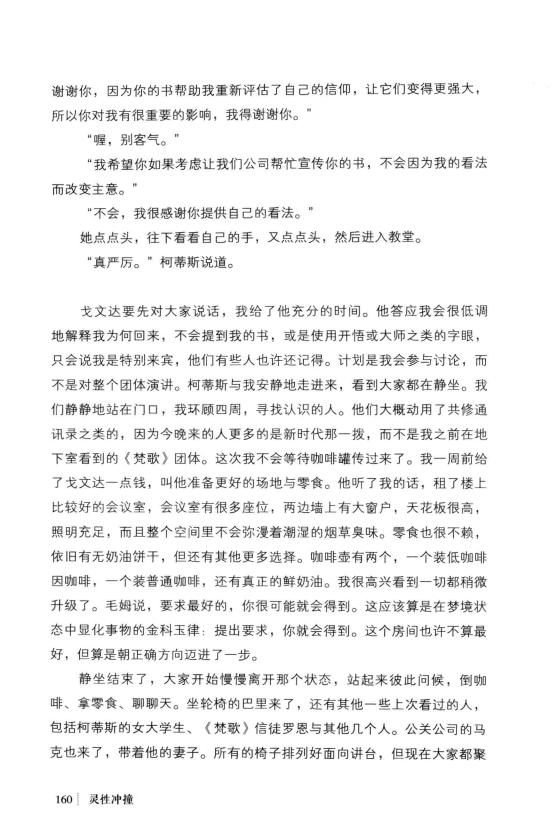 谢谢你，因为你的书帮助我重新评估了自己的信仰，让它们变得更强大，
所以你对我有很重要的影响，我得谢谢你。”
“喔，别客气。”
“我希望你如果考虑让我们公司帮忙宣传你的书，不会因为我的看法
而改变主意。”
“不会，我很感谢你提供自己的看法。”
她点点头，往下看看自己的手，又点点头，然后进入教堂。
“真严厉。”柯蒂斯说道。
戈文达要先对大家说话，我给了他充分的时间。他答应我会很低调
地解释我为何回来，不会提到我的书，或是使用开悟或大师之类的字眼，
只会说我是特别来宾，他们有些人也许还记得。计划是我会参与讨论，而
不是对整个团体演讲。柯蒂斯与我安静地走进来，看到大家都在静坐。我
们静静地站在门口，我环顾四周，寻找认识的人。他们大概动用了共修通
讯录之类的，因为今晚来的人更多的是新时代那一拨，而不是我之前在地
下室看到的《梵歌》团体。这次我不会等待咖啡罐传过来了。我一周前给
了戈文达一点钱，叫他准备更好的场地与零食。他听了我的话，租了楼上
比较好的会议室，会议室有很多座位，两边墙上有大窗户，天花板很高，
照明充足，而且整个空间里不会弥漫着潮湿的烟草臭味。零食也很不赖，
依旧有无奶油饼干，但还有其他更多选择。咖啡壶有两个，一个装低咖啡
因咖啡，一个装普通咖啡，还有真正的鲜奶油。我很高兴看到一切都稍微
升级了。毛姆说，要求最好的，你很可能就会得到。这应该算是在梦境状
态中显化事物的金科玉律：提出要求，你就会得到。这个房间也许不算最
好，但算是朝正确方向迈进了一步。
静坐结束了，大家开始慢慢离开那个状态，站起来彼此问候，倒咖
啡、拿零食、聊聊天。坐轮椅的巴里来了，还有其他一些上次看过的人，
包括柯蒂斯的女大学生、《梵歌》信徒罗恩与其他几个人。公关公司的马
克也来了，带着他的妻子。所有的椅子排列好面向讲台，但现在大家都聚
160 灵性冲撞